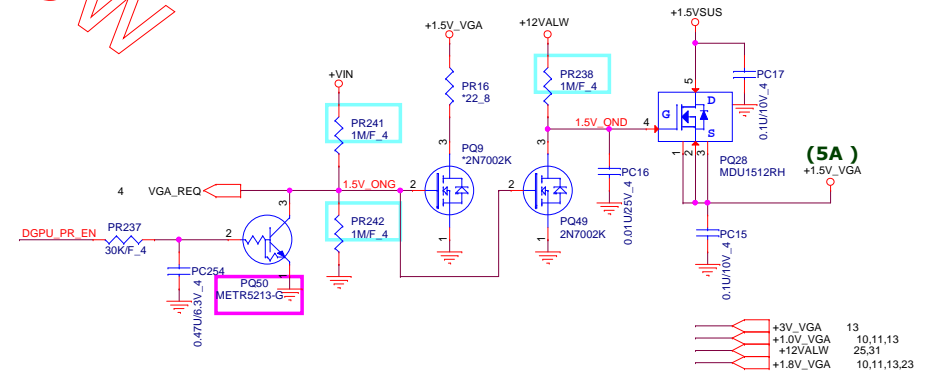 W
+1.5V_VGA
+12VALW
+1.5VSUS
+VIN
PR241
1M/F_4
PR16
*22_8
PR238
1M/F_4
PC17
0.1U/10V_4
5
D
G
S
4
1.5V_OND
3
2
1
PQ28
MDU1512RH
(5A )
+1.5V_VGA
3
PQ9
*2N7002K
2
1
3
2
PQ49
2N7002K
1
PC16
0.01U/25V_4
PC15
0.1U/10V_4
4
VGA_REQ
1.5V_ONG
3
PR242
1M/F_4
DGPU_PR_EN
PR237
30K/F_4
2
1
PC254
0.47U/6.3V_4
PQ50
METR5213-G
+3V_VGA 13
+1.0V_VGA 10,11,13
+12VALW 25,31
+1.8V_VGA 10,11,13,23